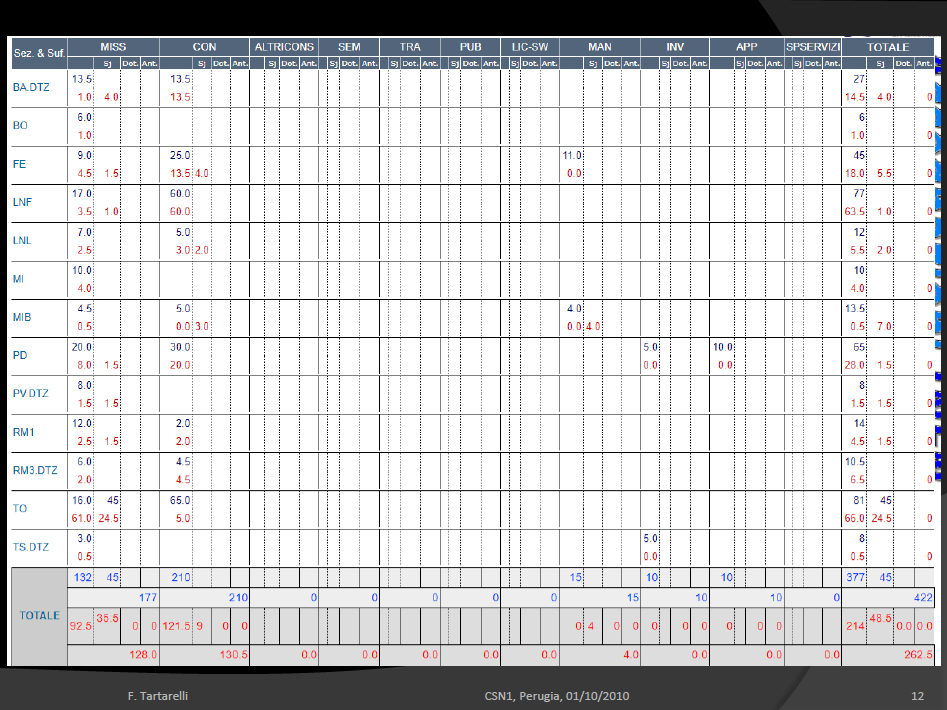 Sez. & Suf MISS CON ALTRICONS SEM TRA PUB LIC-SW MAN INV APP SPSERVIZI TOTALE
Sj Dot. Ant. Sj Dot. Ant. Sj Dot. Ant. Sj Dot. Ant. Sj Dot. Ant. Sj Dot. Ant. Sj Dot. Ant. Sj Dot. Ant. Sj Dot. Ant. Sj Dot. Ant. Sj Dot. Ant. Sj Dot. Ant.
BA.DTZ
13.5 13.5 27
1.0 4.0 13.5 14.5 4.0 0
BO
6.0 6
1.0 1.0 0
FE
9.0 25.0 11.0 45
4.5 1.5 13.5 4.0 0.0 18.0 5.5 0
LNF
17.0 60.0 77
3.5 1.0 60.0 63.5 1.0 0
LNL
7.0 5.0 12
2.5 3.0 2.0 5.5 2.0 0
MI
10.0 10
4.0 4.0 0
MIB
4.5 5.0 4.0 13.5
0.5 0.0 3.0 0.0 4.0 0.5 7.0 0
PD
20.0 30.0 5.0 10.0 65
8.0 1.5 20.0 0.0 0.0 28.0 1.5 0
PV.DTZ
8.0 8
1.5 1.5 1.5 1.5 0
RM1
12.0 2.0 14
2.5 1.5 2.0 4.5 1.5 0
RM3.DTZ
6.0 4.5 10.5
2.0 4.5 6.5 0
TO
16.0 45 65.0 81 45
61.0 24.5 5.0 66.0 24.5 0
TS.DTZ
3.0 5.0 8
0.5 0.0 0.5 0
TOTALE
132 45 210 15 10 10 377 45
177 210 0 0 0 0 0 15 10 10 0 422
92.5 35.5 0 0 121.5 9 0 0 0 4 0 0 0 0 0 0 0 0 214 48.5 0.0 0.0
128.0 130.5 0.0 0.0 0.0 0.0 0.0 4.0 0.0 0.0 0.0 262.5
F. Tartarelli CSN1, Perugia, 01/10/2010 12